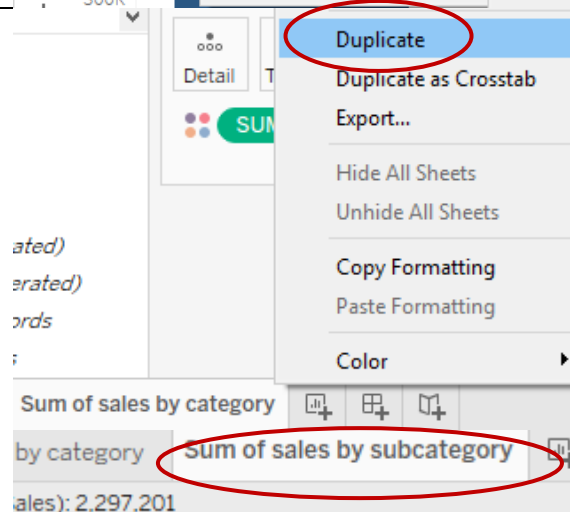 Duplicate
Detail
Duplicate as Crosstab
SUM
Export...
Hide All Sheets
Unhide All Sheets
ated)
Copy Formatting
erated)
Paste Formatting
ords
Color
Sum of sales by category
by category Sum of sales by subcategory
Sales): 2,297,201